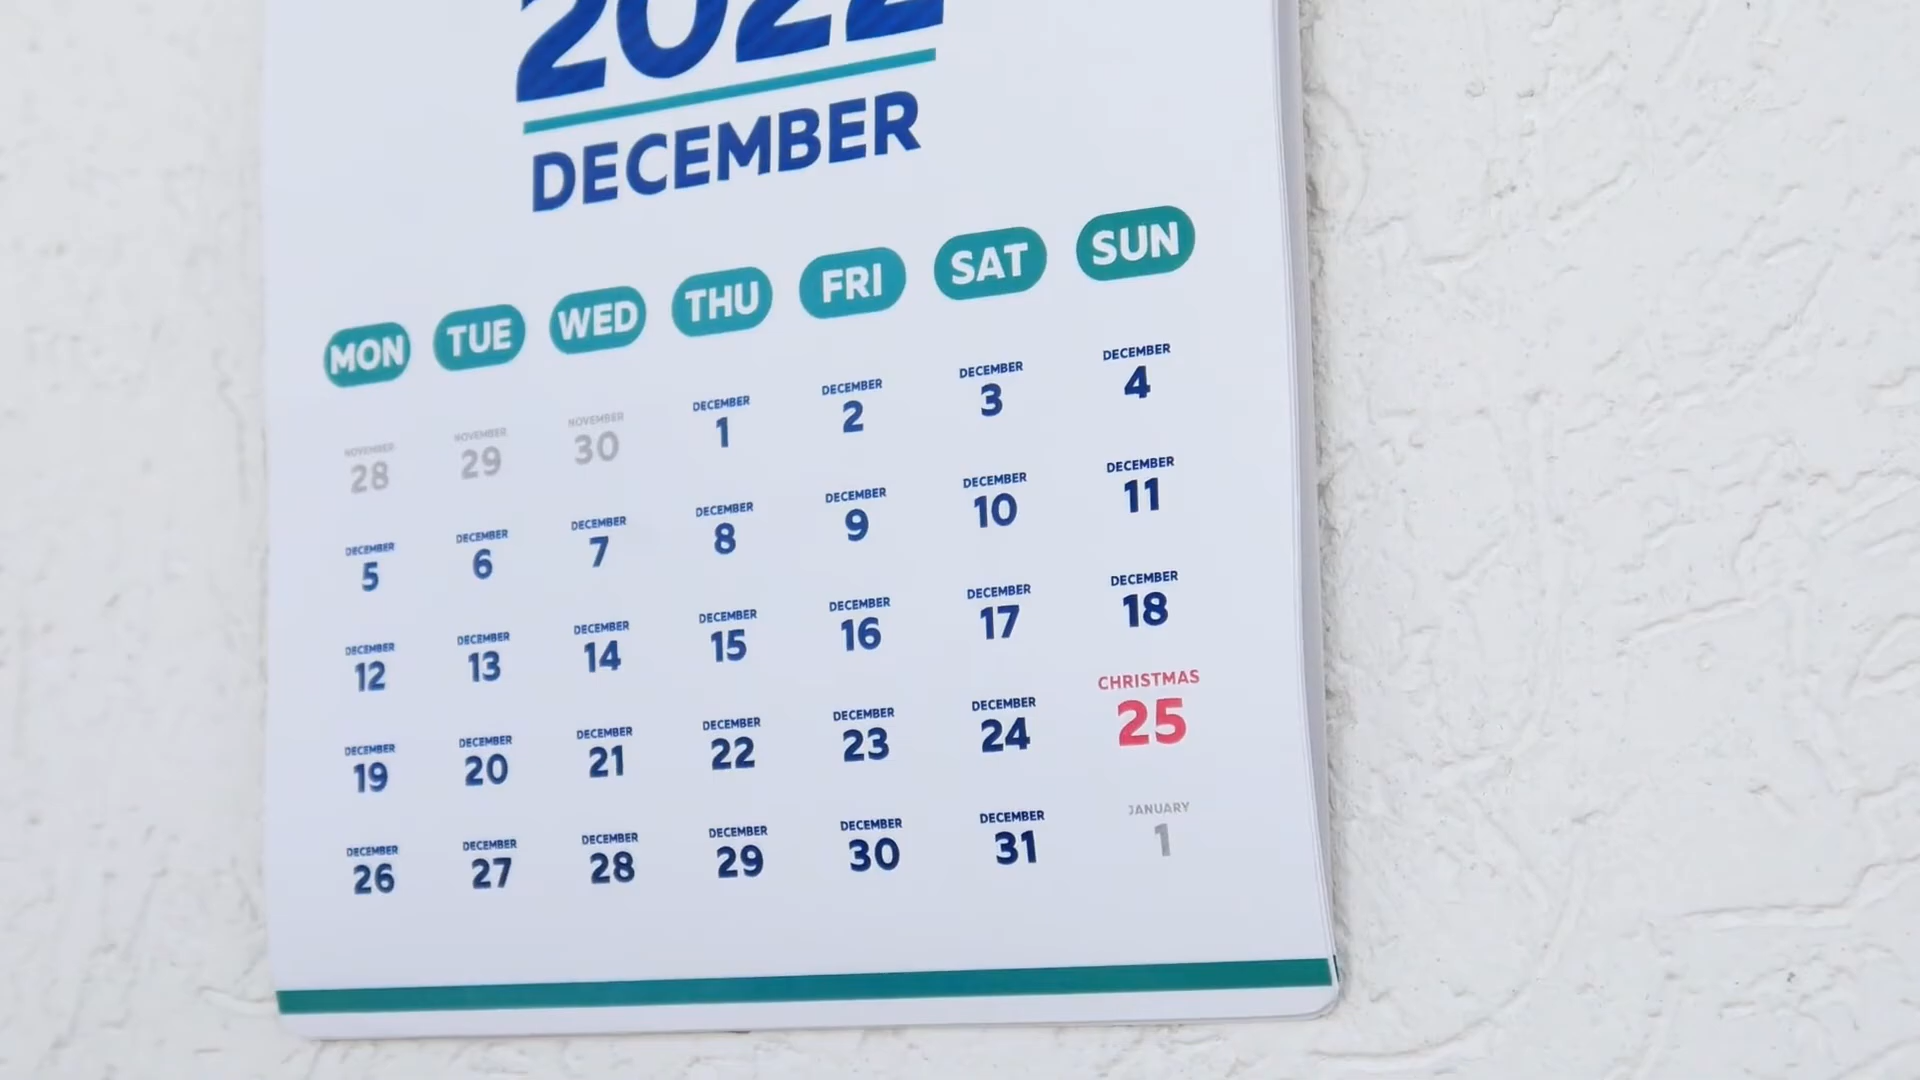 2022
DECEMBER
MON TUE WED THU FRI SAT SUN
NOVEMBER NOVEMBER NOVEMBER DECEMBER DECEMBER DECEMBER DECEMBER
28 29 30 1 2 3 4
DECEMBER DECEMBER DECEMBER DECEMBER DECEMBER DECEMBER DECEMBER
5 6 7 8 9 10 11
DECEMBER DECEMBER DECEMBER DECEMBER DECEMBER DECEMBER DECEMBER
12 13 14 15 16 17 18
DECEMBER DECEMBER DECEMBER DECEMBER DECEMBER DECEMBER CHRISTMAS
19 20 21 22 23 24 25
DECEMBER DECEMBER DECEMBER DECEMBER DECEMBER DECEMBER JANUARY
26 27 28 29 30 31 1